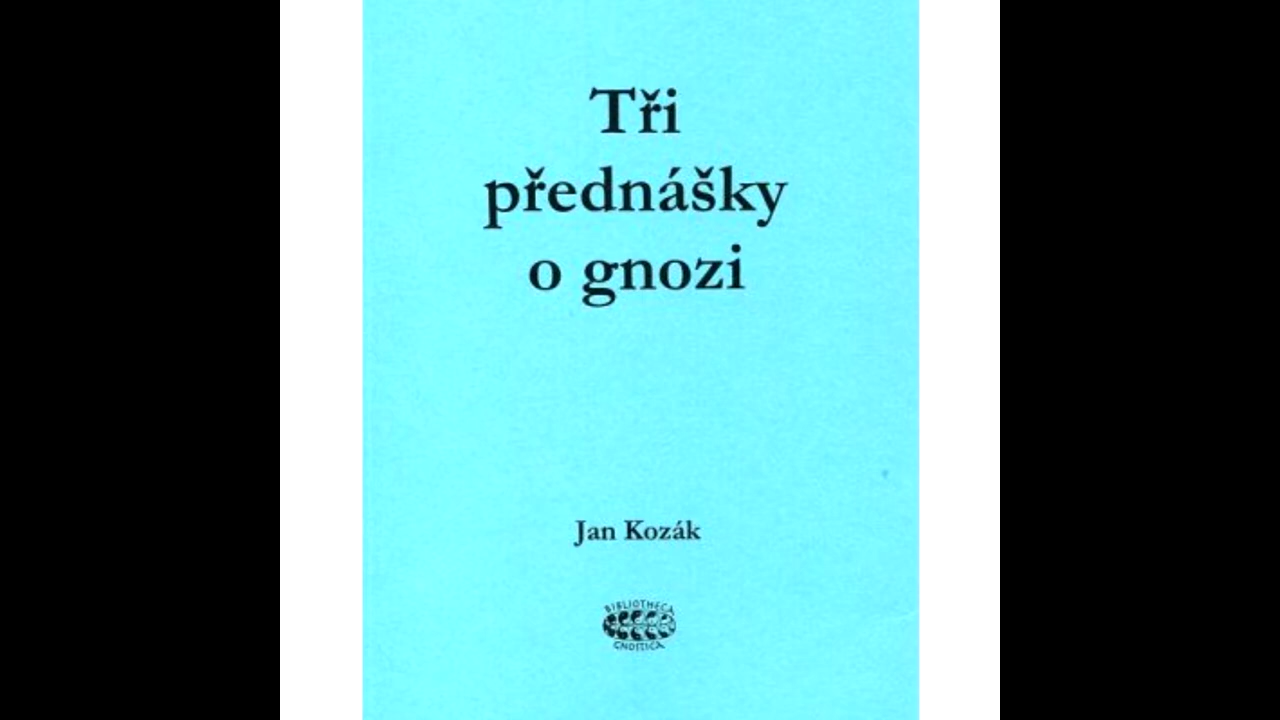 Tři
přednášky
o gnozi
Jan Kozák
BIBLIOTHECA
GNOSTICA